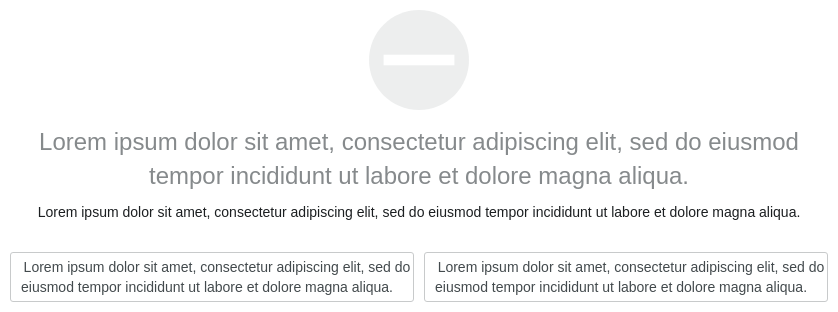 Lorem ipsum dolor sit amet, consectetur adipiscing elit, sed do eiusmod
tempor incididunt ut labore et dolore magna aliqua.
Lorem ipsum dolor sit amet, consectetur adipiscing elit, sed do eiusmod tempor incididunt ut labore et dolore magna aliqua.
Lorem ipsum dolor sit amet, consectetur adipiscing elit, sed do
eiusmod tempor incididunt ut labore et dolore magna aliqua.
Lorem ipsum dolor sit amet, consectetur adipiscing elit, sed do
eiusmod tempor incididunt ut labore et dolore magna aliqua.